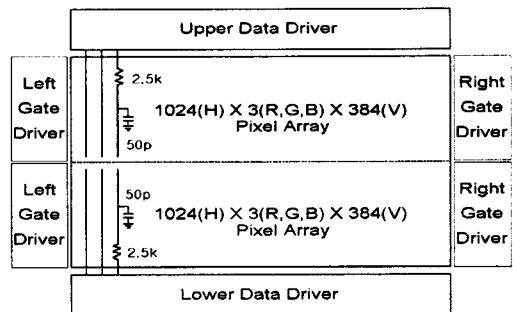 Upper Data Driver
Left
Gate
Driver
2.5k
1024(H) X 3(R,G,B) X 384(V)
Pixel Array
50p
Right
Gate
Driver
Left
Gate
Driver
50p
1024(H) X 3(R,G,B) X 384(V)
Pixel Array
2.5k
Right
Gate
Driver
Lower Data Driver